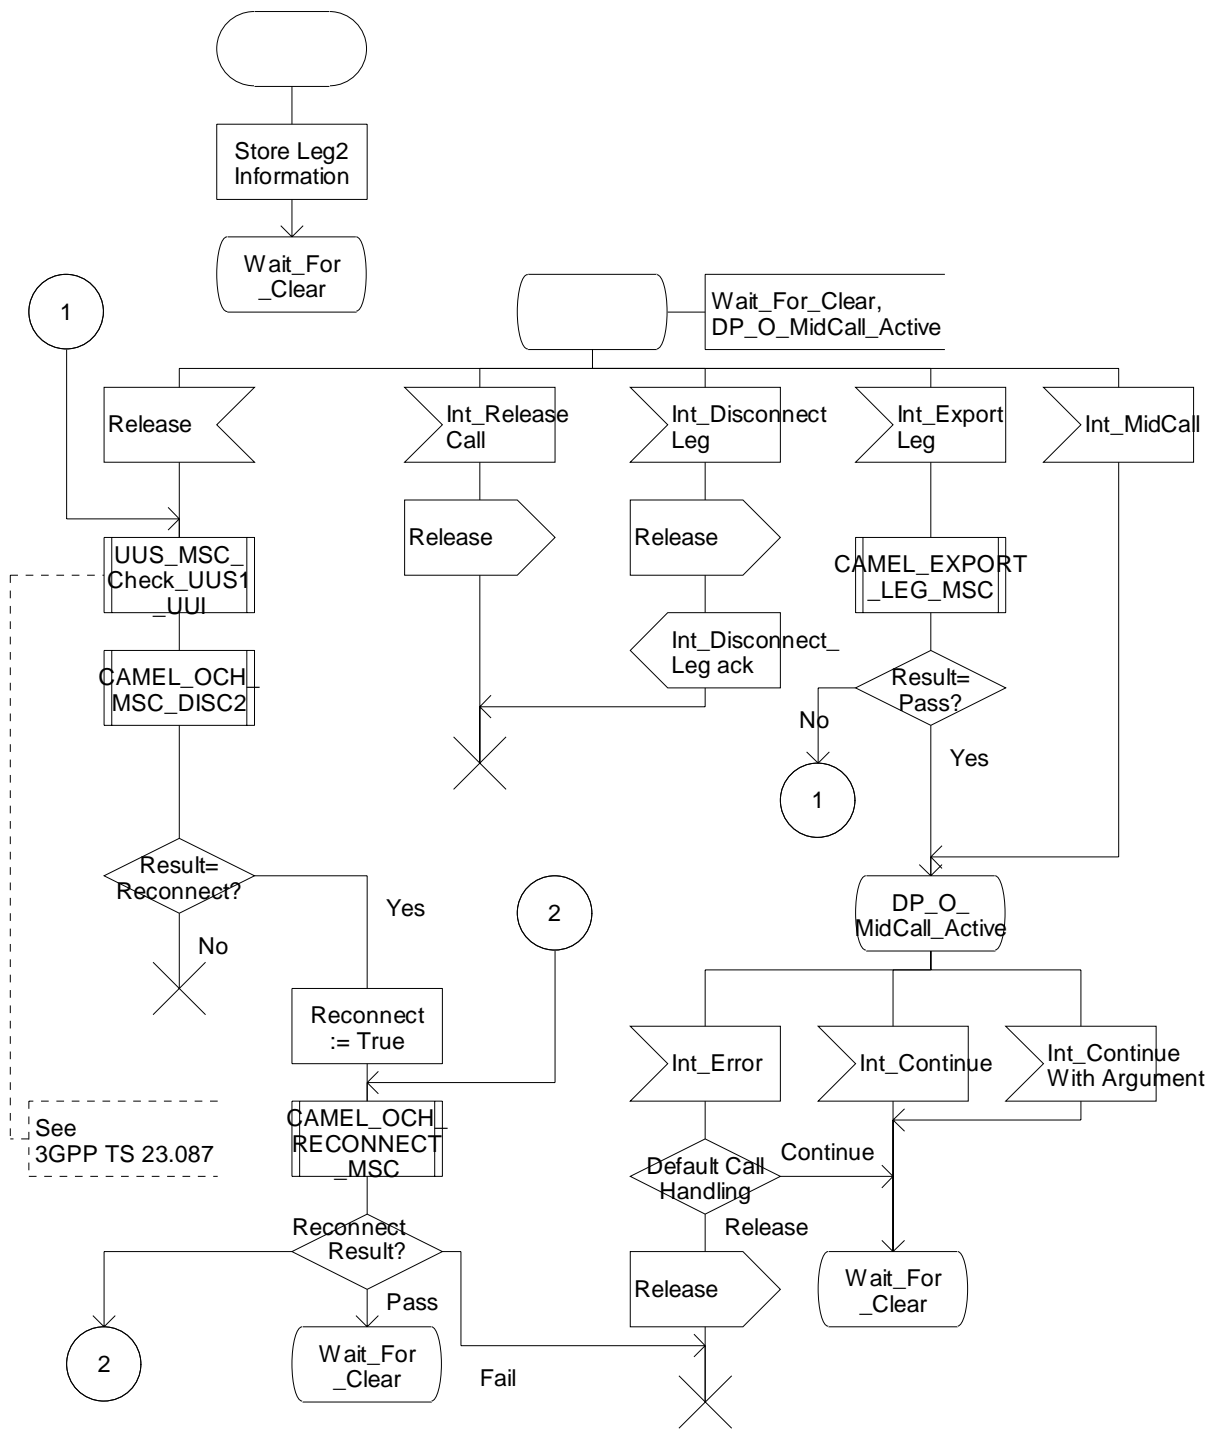 Store Leg2
Information
Wait_For
_Clear
1
Wait_For_Clear,
DP_O_MidCall_Active
Release
Int_Release
Call
Int_Disconnect
Leg
Int_Export
Leg
Int_MidCall
Release
Release
UUS_MSC_
Check_UUS1
_UUI
CAMEL_EXPORT
_LEG_MSC
Int_Disconnect_
Leg ack
CAMEL_OCH_
MSC_DISC2
Result=
Pass?
No
Yes
1
Result=
Reconnect?
Yes
No
2
DP_O_
MidCall_Active
Reconnect
:= True
Int_Error
Int_Continue
Int_Continue
With Argument
See
3GPP TS 23.087
CAMEL_OCH_
RECONNECT
_MSC
Default Call
Handling
Continue
Release
Reconnect
Result?
Pass
Release
Wait_For
_Clear
2
Wait_For
_Clear
Fail